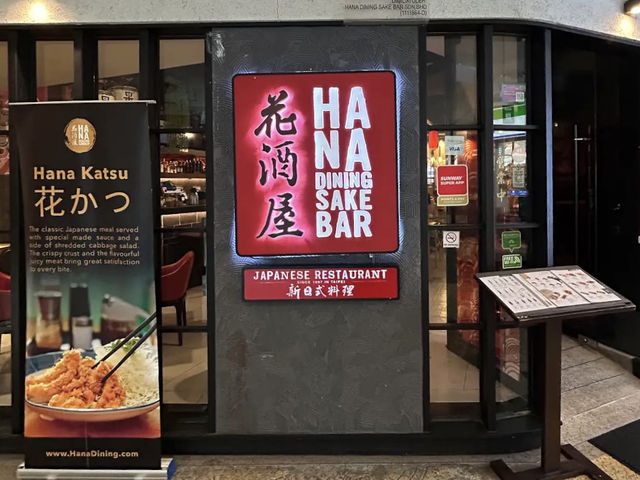 HANA DINING SAKE BAR SDN BHD
(1111864-D)
HANA
Hana Katsu
花かつ
The classic Japanese meal served
with special made sauce and a
side of shredded cabbage salad.
The crispy crust and the flavourful
juicy meat bring great satisfaction
to every bite.
www.HanaDining.com
花酒屋
HA
NA
DINING
SAKE
BAR
JAPANESE RESTAURANT
SINCE 1997 IN TAIPEI
新日式料理
SUNWAY
SUPER APP